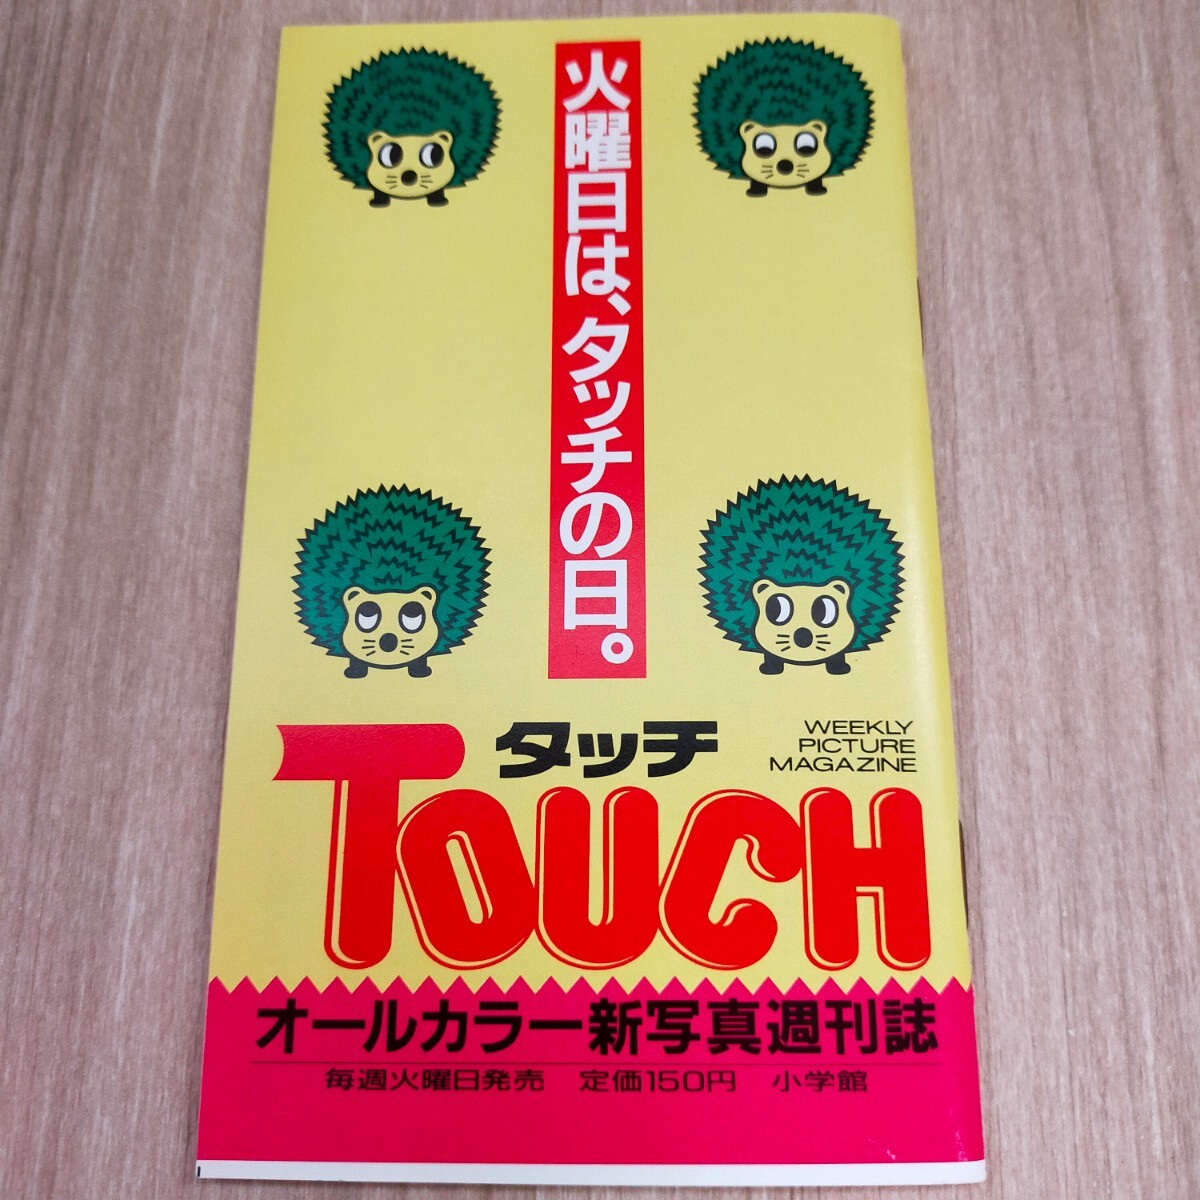 火曜日は、タッチの日。
タッチ
WEEKLY
PICTURE
MAGAZINE
TOUCH
オールカラー新写真週刊誌
毎週火曜日発売 定価150円 小学館